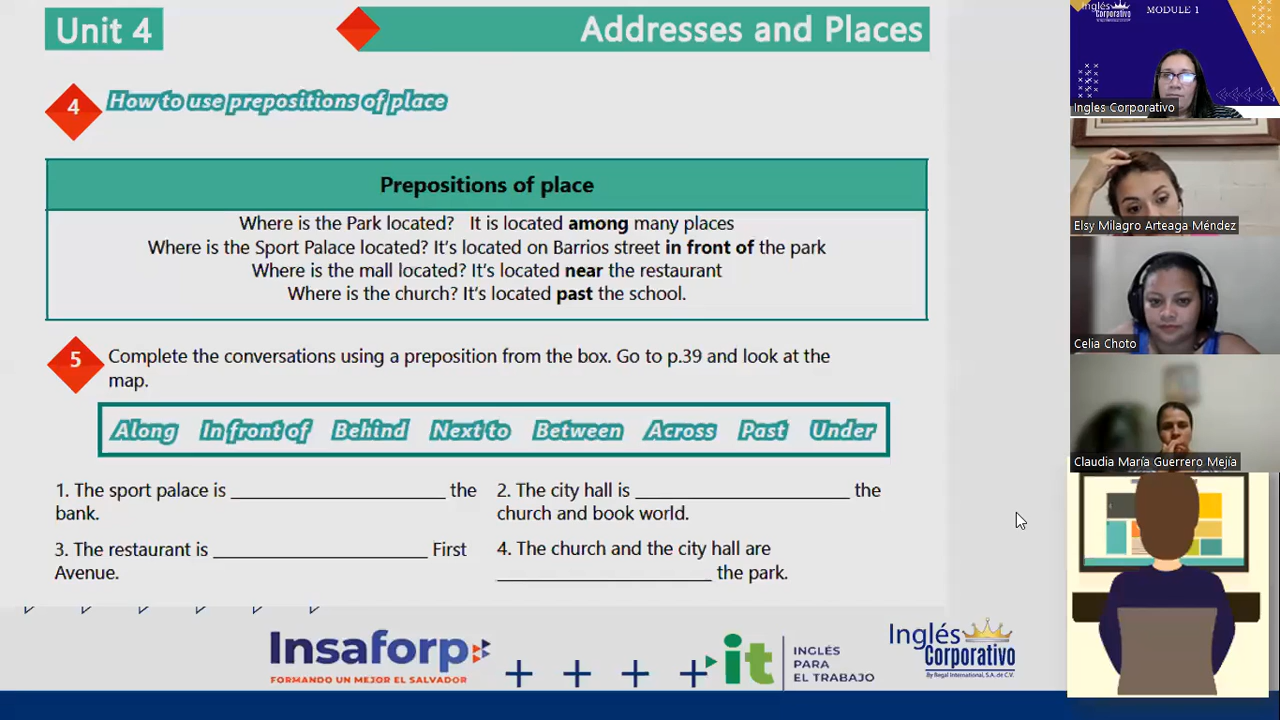 Unit 4
Addresses and Places
4
How to use prepositions of place
Prepositions of place
Where is the Park located? It is located among many places
Where is the Sport Palace located? It's located on Barrios street in front of the park
Where is the mall located? It's located near the restaurant
Where is the church? It's located past the school.
5
Complete the conversations using a preposition from the box. Go to p.39 and look at the
map.
Along In front of Behind Next to Between Across Past Under
1. The sport palace is ______________________ the
bank.
2. The city hall is ______________________ the
church and book world.
3. The restaurant is ______________________ First
Avenue.
4. The church and the city hall are
______________________ the park.
Insaforp
FORMANDO UN MEJOR EL SALVADOR
it
INGLÉS
PARA
EL TRABAJO
Inglés
Corporativo
By Regal International, S.A. de C.V.
Inglés
Corporativo
MODULE 1
Ingles Corporativo
Elsy Milagro Arteaga Méndez
Celia Choto
Claudia María Guerrero Mejía